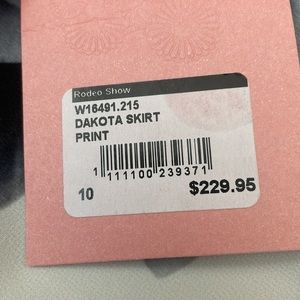 Rodeo Show
W16491.215
DAKOTA SKIRT
PRINT
1 111100 239371
10 $229.95